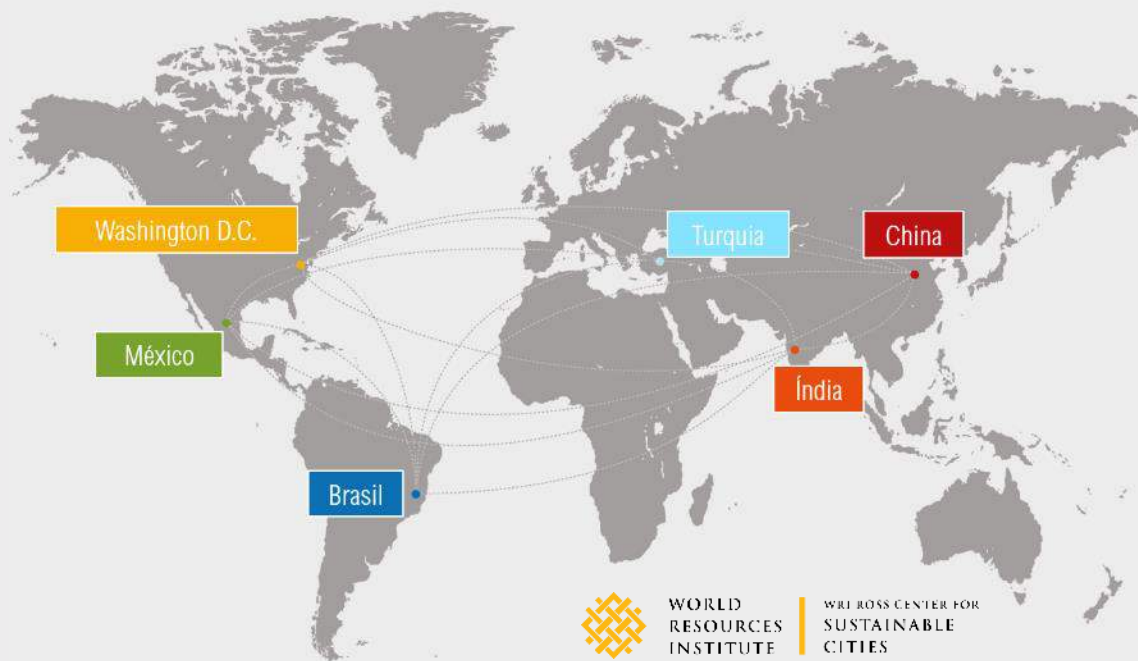 Washington D.C.
Turquia
China
México
Índia
Brasil
WORLD
RESOURCES
INSTITUTE
WRI ROSS CENTER FOR
SUSTAINABLE
CITIES